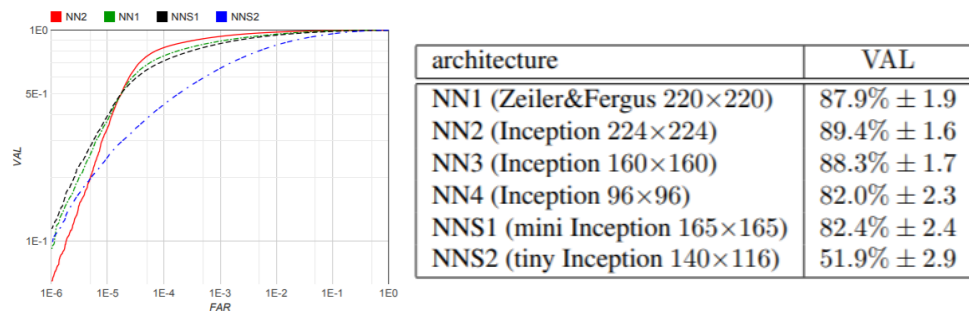 NN2 NN1 NNS1 NNS2
1E0
5E-1
VAL
1E-1
1E-6 1E-5 1E-4 1E-3 1E-2 1E-1 1E0
FAR
architecture VAL
NN1 (Zeiler&Fergus 220×220) 87.9% ± 1.9
NN2 (Inception 224×224) 89.4% ± 1.6
NN3 (Inception 160×160) 88.3% ± 1.7
NN4 (Inception 96×96) 82.0% ± 2.3
NNS1 (mini Inception 165×165) 82.4% ± 2.4
NNS2 (tiny Inception 140×116) 51.9% ± 2.9